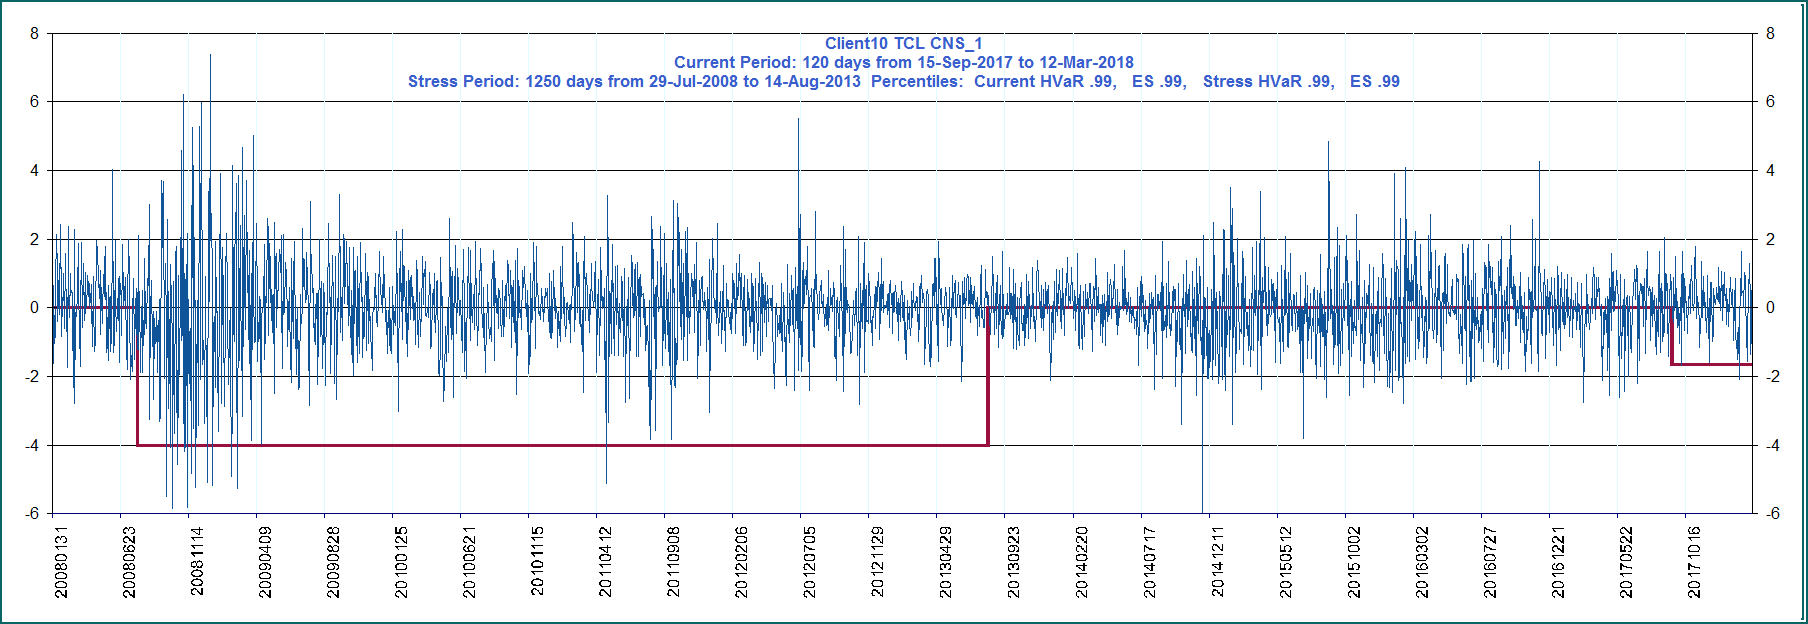 Client10 TCL CNS_1
Current Period: 120 days from 15-Sep-2017 to 12-Mar-2018
Stress Period: 1250 days from 29-Jul-2008 to 14-Aug-2013 Percentiles: Current HVaR .99, ES .99, Stress HVaR .99, ES .99
8 8
6 6
4 4
2 2
0 0
-2 -2
-4 -4
-6 -6
20080131 20080623 20081114 20090409 20090828 20100125 20100621 20101115 20110412 20110908 20120206 20120705 20121129 20130429 20130923 20140220 20140717 20141211 20150512 20151002 20160302 20160727 20161221 20170522 20171016